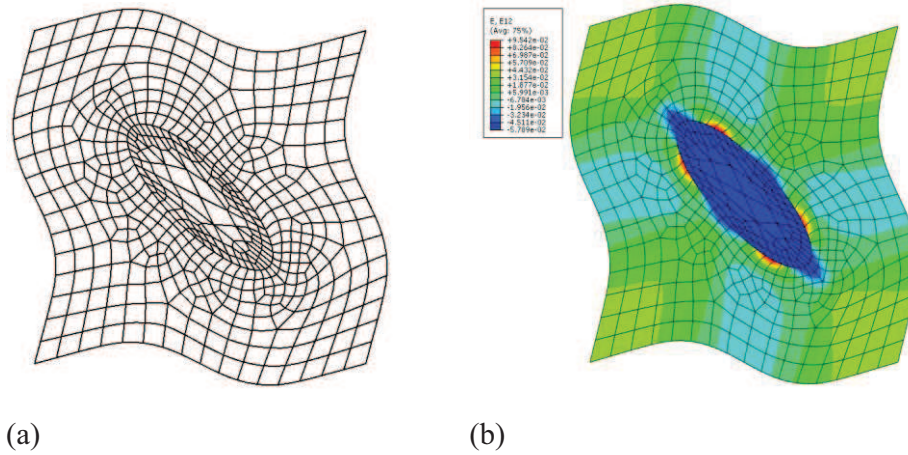 E, E12
(Avg: 75%)
+9.542e-02
+8.264e-02
+6.987e-02
+5.709e-02
+4.432e-02
+3.154e-02
+1.877e-02
+5.991e-03
-6.784e-03
-1.956e-02
-3.234e-02
-4.511e-02
-5.789e-02
(a)
(b)